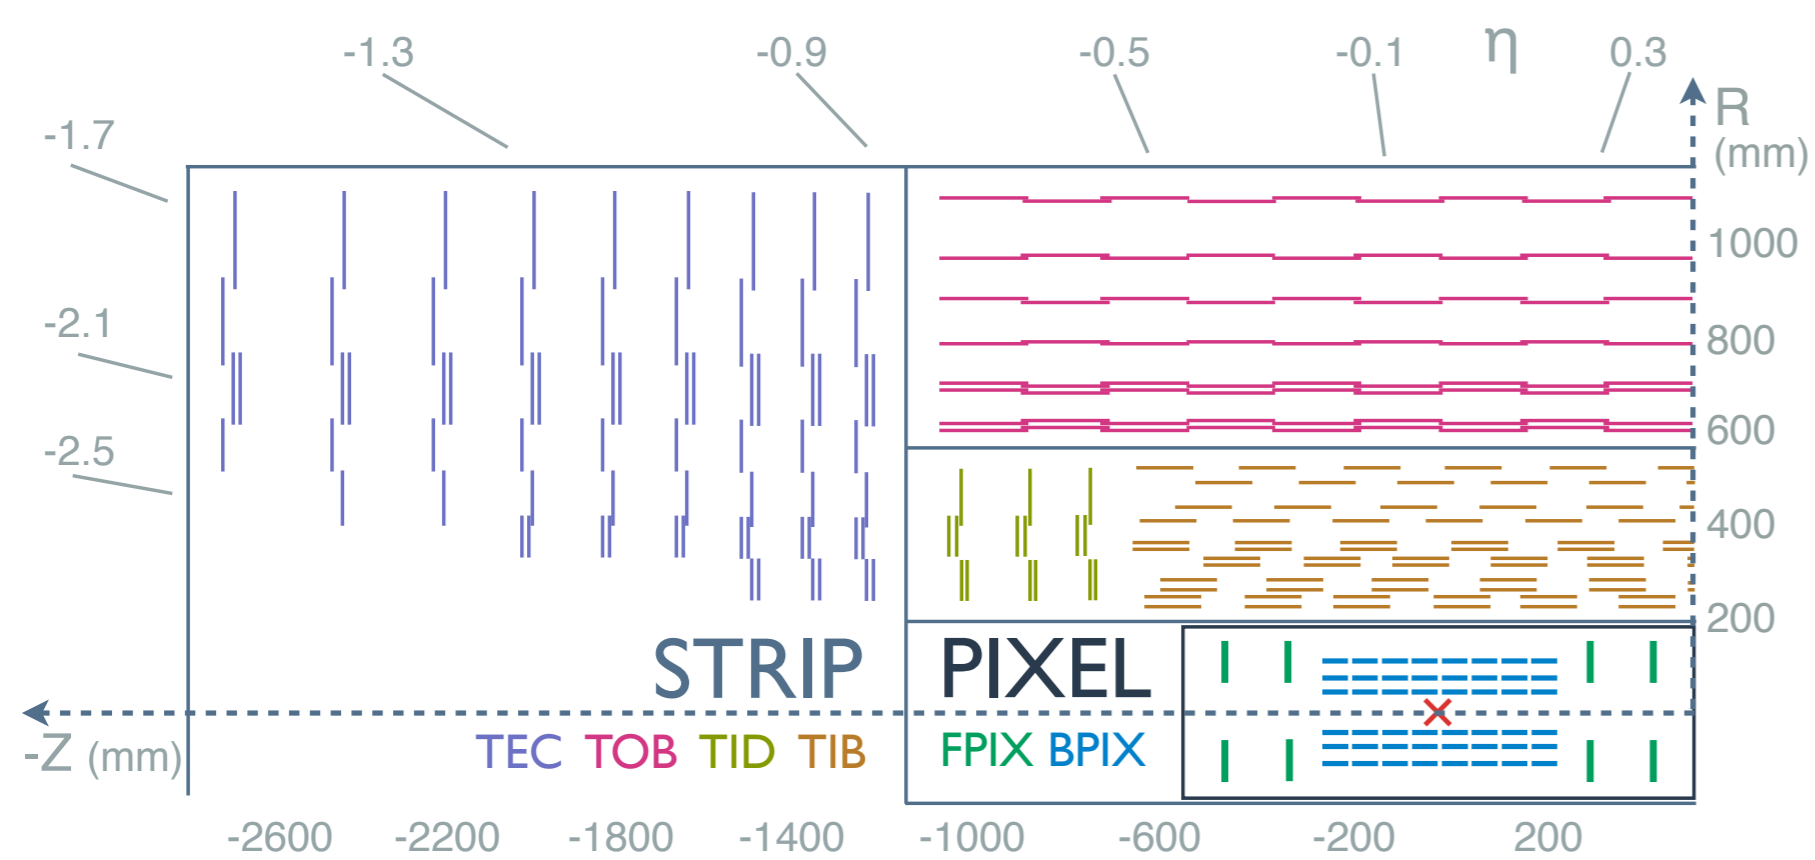 -1.3 -0.9 -0.5 -0.1 η 0.3
R
(mm)
-1.7
1000
-2.1
800
600
-2.5
400
200
STRIP PIXEL
-Z (mm)
TEC TOB TID TIB FPIX BPIX
-2600 -2200 -1800 -1400 -1000 -600 -200 200